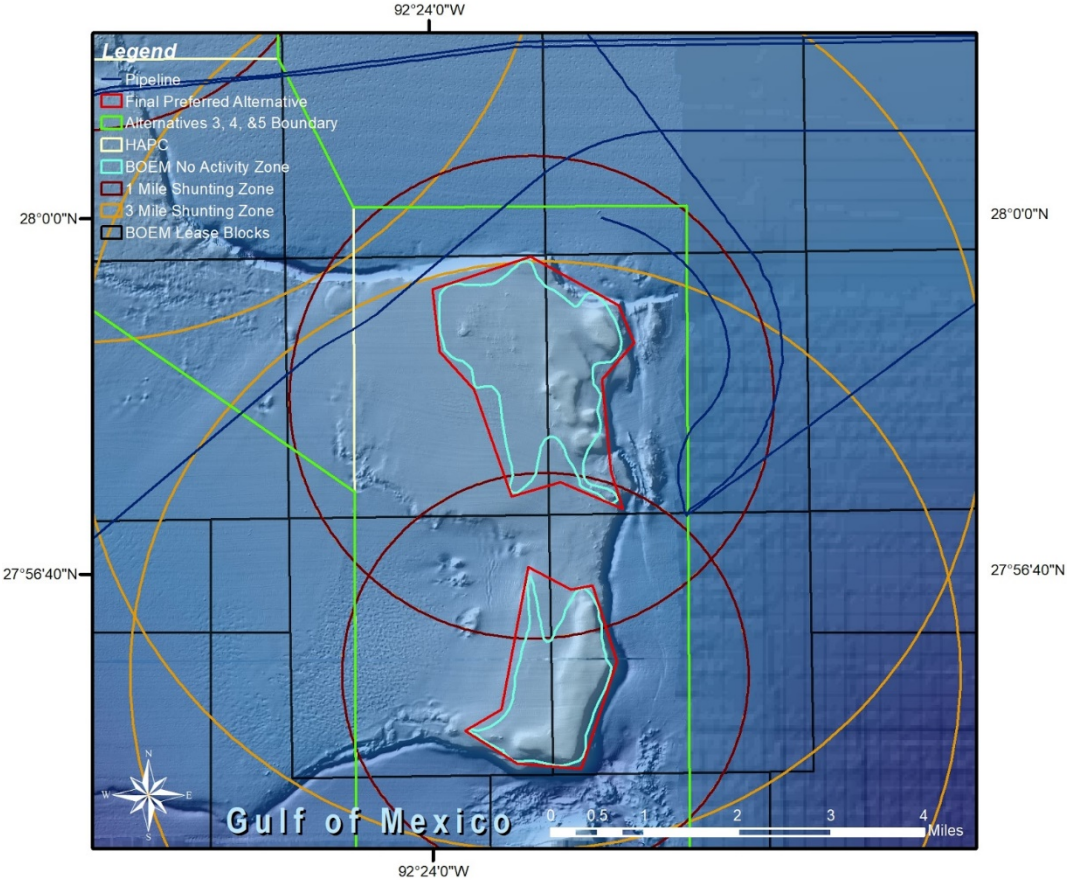 92°24'0"W
Legend
Pipeline
Final Preferred Alternative
Alternatives 3, 4, &5 Boundary
HAPC
BOEM No Activity Zone
1 Mile Shunting Zone
3 Mile Shunting Zone
BOEM Lease Blocks
28°0'0"N
28°0'0"N
27°56'40"N
27°56'40"N
N
W E
S
Gulf of Mexico
0 0.5 1 2 3 4
Miles
92°24'0"W